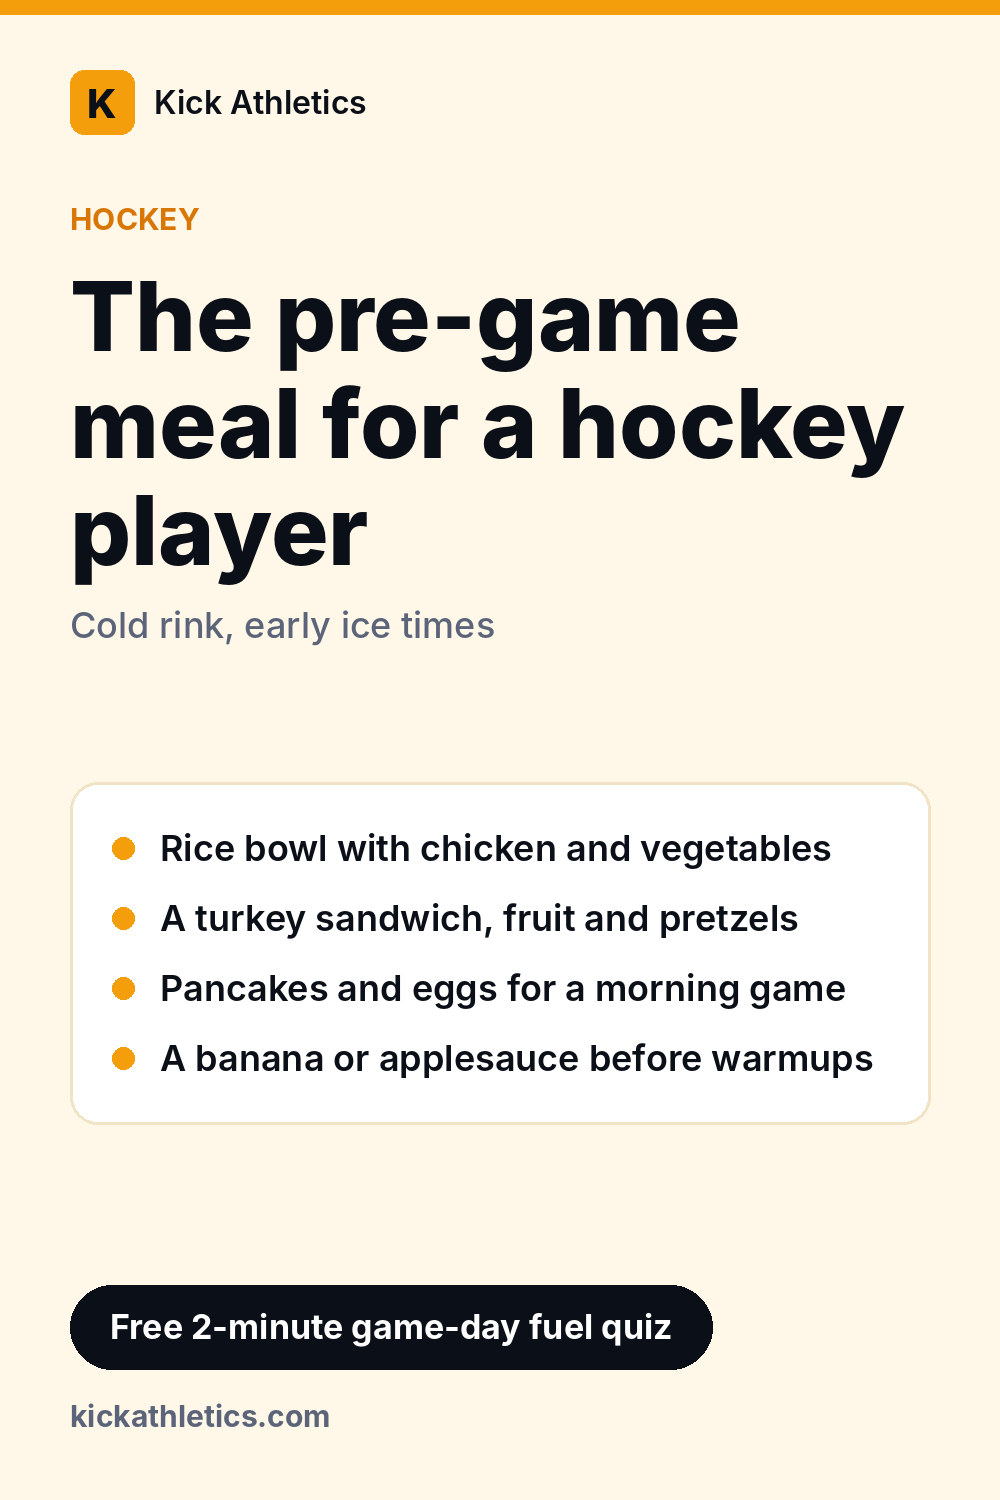 K
Kick Athletics
HOCKEY
The pre-game
meal for a hockey
player
Cold rink, early ice times
Rice bowl with chicken and vegetables
A turkey sandwich, fruit and pretzels
Pancakes and eggs for a morning game
A banana or applesauce before warmups
Free 2-minute game-day fuel quiz
kickathletics.com